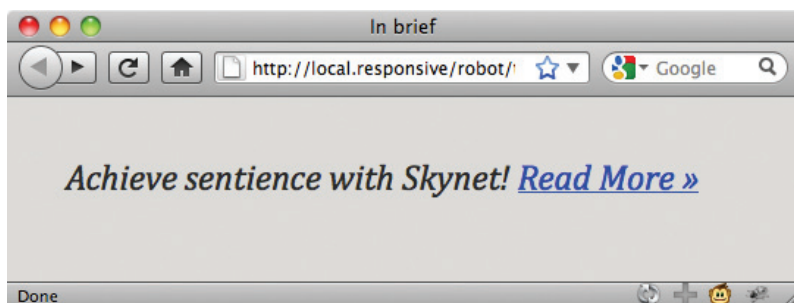 In brief
http://local.responsive/robot/
Google
Achieve sentience with Skynet! Read More »
Done